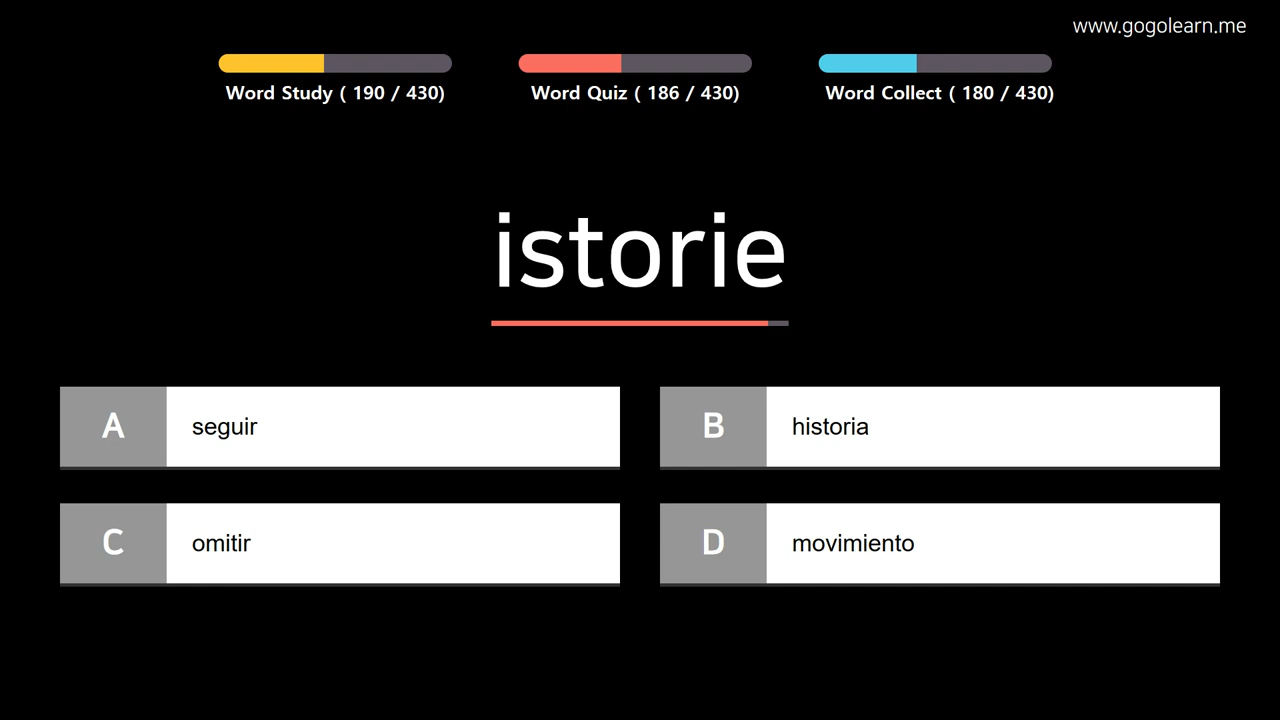 www.gogolearn.me
Word Study ( 190 / 430)
Word Quiz ( 186 / 430)
Word Collect ( 180 / 430)
istorie
A seguir
B historia
C omitir
D movimiento